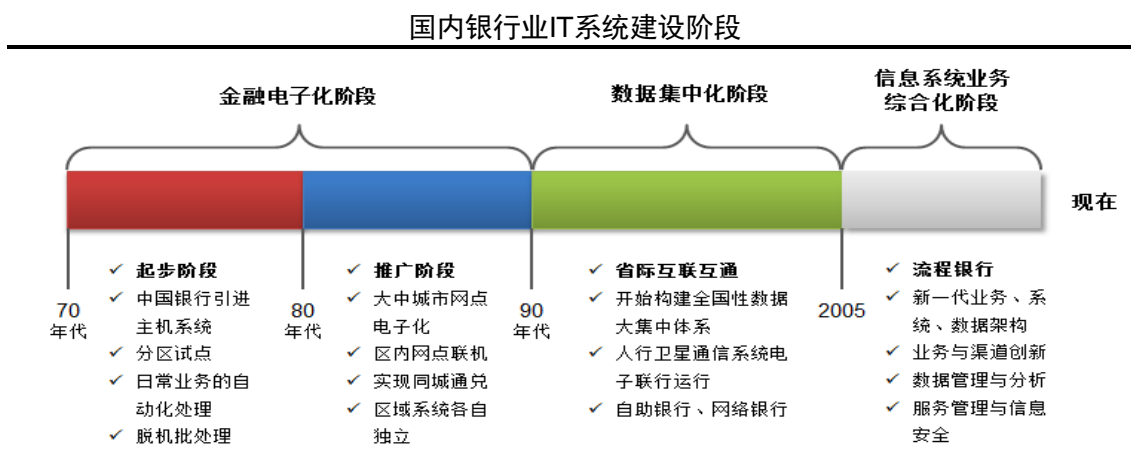 国内银行业IT系统建设阶段
金融电子化阶段
数据集中化阶段
信息系统业务
综合化阶段
现在
70
年代
✓ 起步阶段
✓ 中国银行引进
主机系统
✓ 分区试点
✓ 日常业务的自
动化处理
✓ 脱机批处理
80
年代
✓ 推广阶段
✓ 大中城市网点
电子化
✓ 区内网点联机
✓ 实现同城通兑
✓ 区域系统各自
独立
90
年代
✓ 省际互联互通
✓ 开始构建全国性数据
大集中体系
✓ 人行卫星通信系统电
子联行运行
✓ 自助银行、网络银行
2005
✓ 流程银行
✓ 新一代业务、系
统、数据架构
✓ 业务与渠道创新
✓ 数据管理与分析
✓ 服务管理与信息
安全